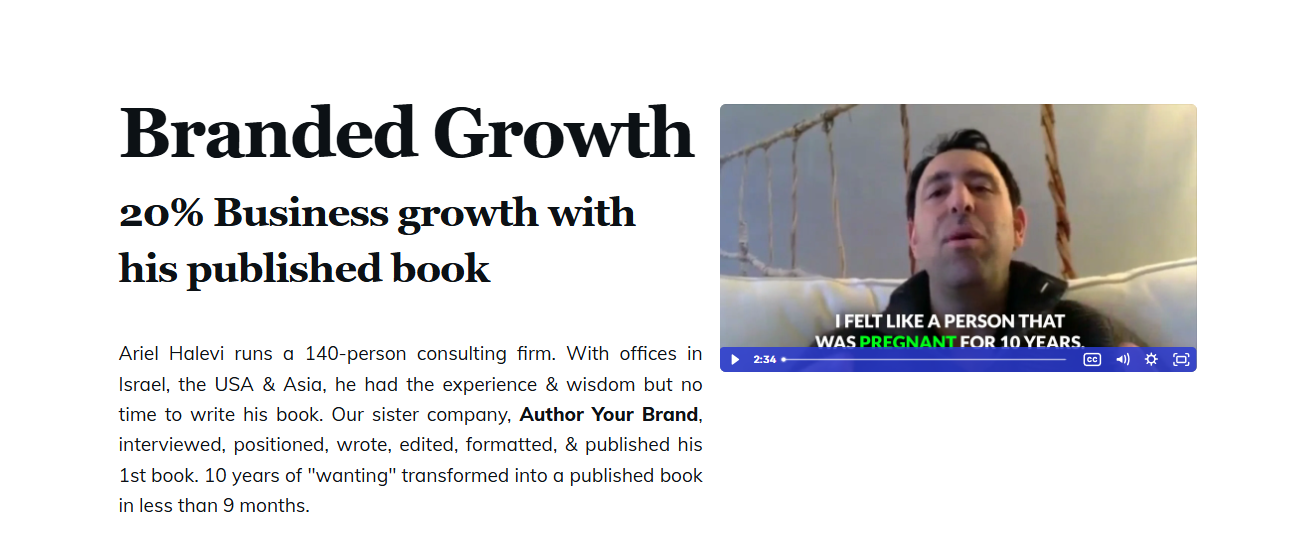 Branded Growth
20% Business growth with
his published book
Ariel Halevi runs a 140-person consulting firm. With offices in
Israel, the USA & Asia, he had the experience & wisdom but no
time to write his book. Our sister company, Author Your Brand,
interviewed, positioned, wrote, edited, formatted, & published his
1st book. 10 years of "wanting" transformed into a published book
in less than 9 months.
I FELT LIKE A PERSON THAT
WAS PREGNANT FOR 10 YEARS.
2:34
CC